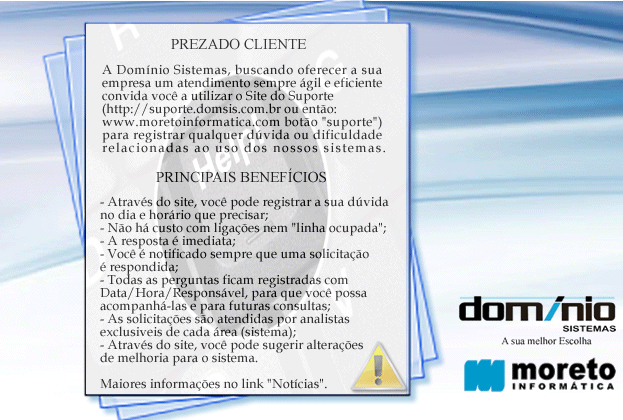 PREZADO CLIENTE
A Domínio Sistemas, buscando oferecer a sua
empresa um atendimento sempre ágil e eficiente
convida você a utilizar o Site do Suporte
(http://suporte.domsis.com.br ou então:
www.moretoinformatica.com botão "suporte")
para registrar qualquer dúvida ou dificuldade
relacionadas ao uso dos nossos sistemas.
PRINCIPAIS BENEFÍCIOS
- Através do site, você pode registrar a sua dúvida
no dia e horário que precisar;
- Não há custo com ligações nem "linha ocupada";
- A resposta é imediata;
- Você é notificado sempre que uma solicitação
é respondida;
- Todas as perguntas ficam registradas com
Data/Hora/Responsável, para que você possa
acompanhá-las e para futuras consultas;
- As solicitações são atendidas por analistas
exclusiveis de cada área (sistema);
- Através do site, você pode sugerir alterações
de melhoria para o sistema.
Maiores informações no link "Notícias".
Help
domínio
SISTEMAS
A sua melhor Escolha
moreto
INFORMÁTICA